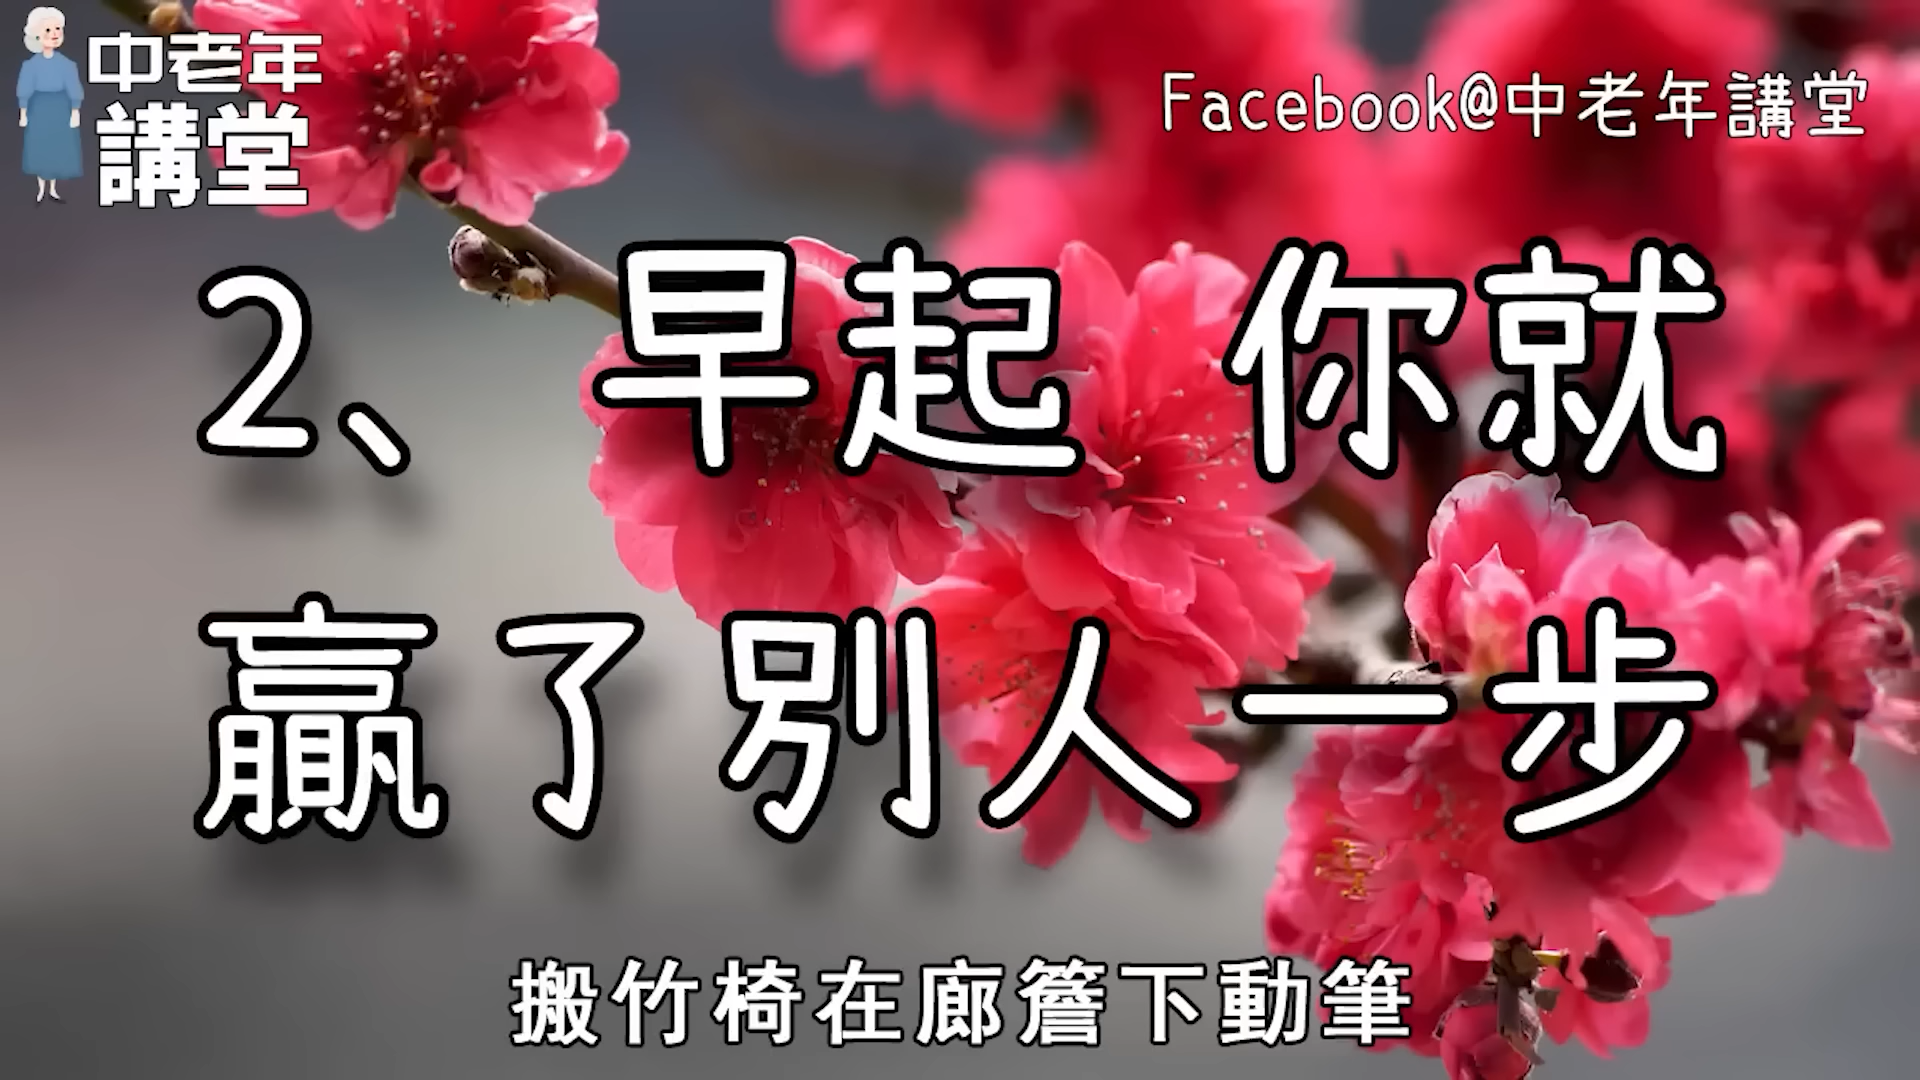 中老年
講堂
Facebook@中老年講堂
2、 早起 你就
贏了別人一步
搬竹椅在廊簷下動筆